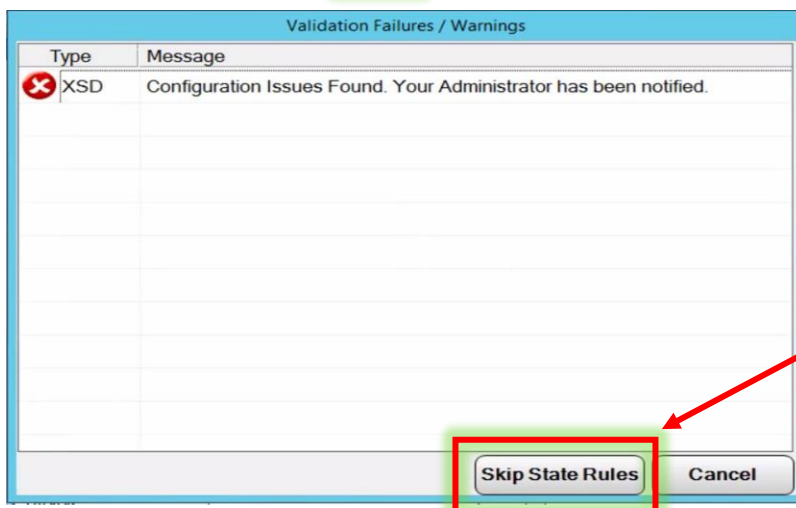 Validation Failures / Warnings
Type Message
XSD Configuration Issues Found. Your Administrator has been notified.
Skip State Rules Cancel